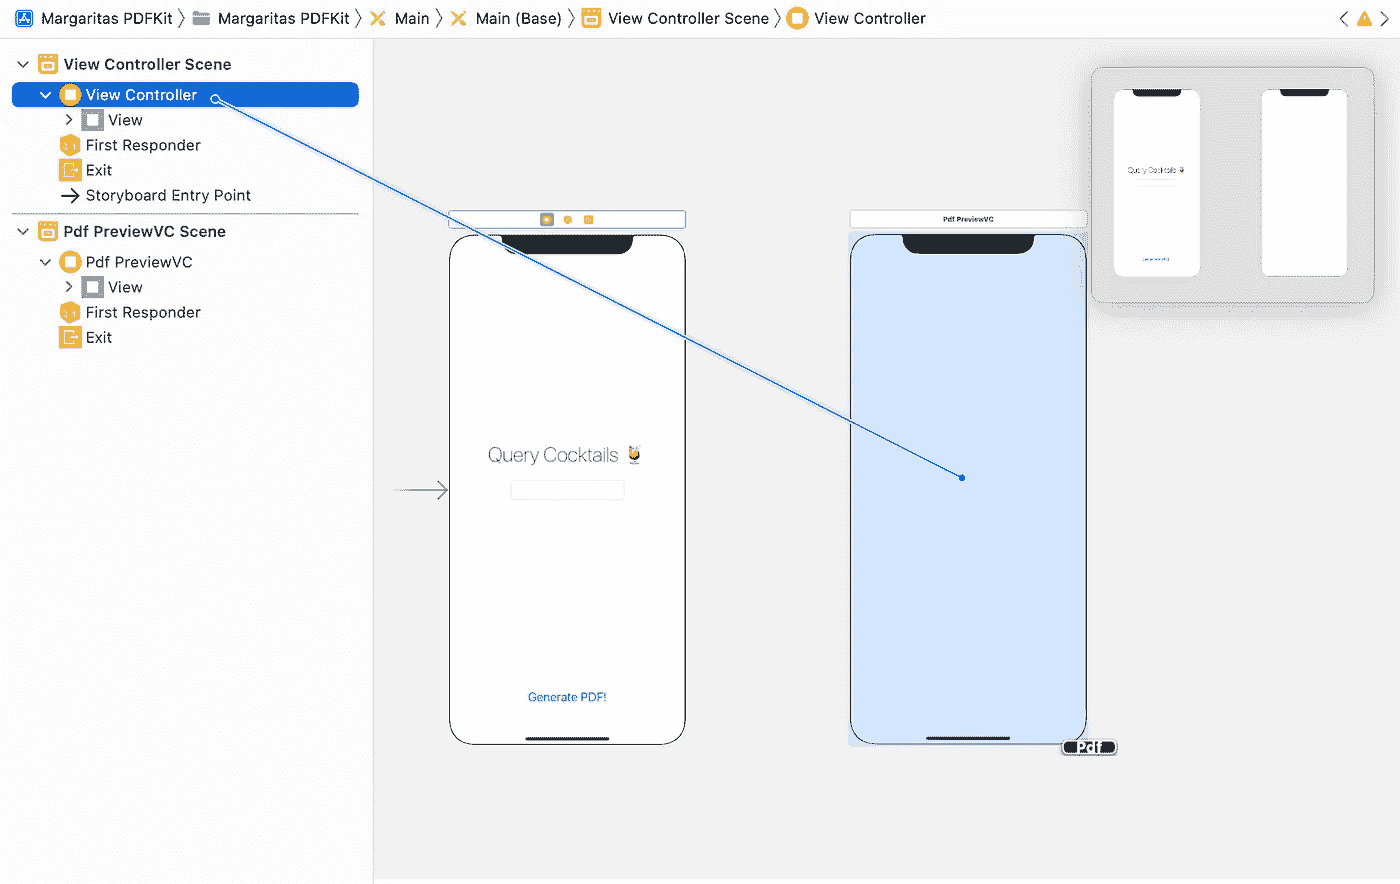 Margaritas PDFKit Margaritas PDFKit Main Main (Base) View Controller Scene View Controller
View Controller Scene
View Controller
View
First Responder
Exit
Storyboard Entry Point
Pdf PreviewVC Scene
Pdf PreviewVC
View
First Responder
Exit
Query Cocktails 🍹
Generate PDF!
Pdf PreviewVC
Pdf
Query Cocktails 🍹
Generate PDF!